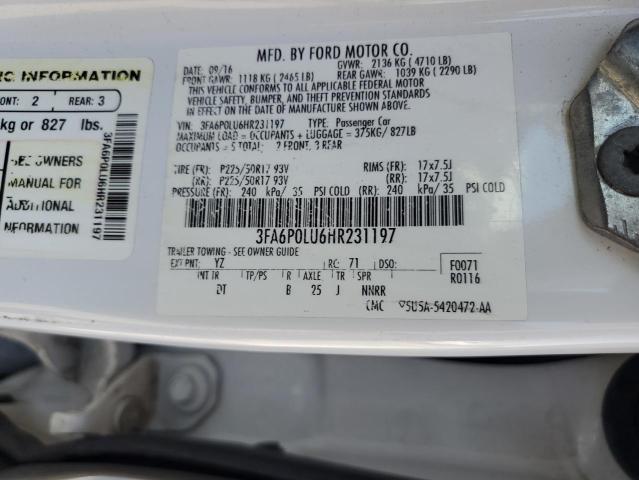 RC INFORMATION
ONT: 2 REAR: 3
kg or 827 lbs.
SEE OWNERS
MANUAL FOR
ADDITIONAL
INFORMATION
3FA6P0LU6HR231197
MFD. BY FORD MOTOR CO.
DATE: 09/16 GVWR: 2136 KG ( 4710 LB)
FRONT GAWR: 1118 KG ( 2465 LB) REAR GAWR: 1039 KG ( 2290 LB)
THIS VEHICLE CONFORMS TO ALL APPLICABLE FEDERAL MOTOR
VEHICLE SAFETY, BUMPER, AND THEFT PREVENTION STANDARDS
IN EFFECT ON THE DATE OF MANUFACTURE SHOWN ABOVE.
VIN: 3FA6P0LU6HR231197 TYPE: Passenger Car
MAXIMUM LOAD = OCCUPANTS + LUGGAGE = 375KG/ 827LB
OCCUPANTS = 5 TOTAL: 2 FRONT, 3 REAR
TIRE (FR): P225/50R17 93V RIMS (FR): 17x7.5J
(RR): P225/50R17 93V (RR): 17x7.5J
PRESSURE (FR): 240 kPa/ 35 PSI COLD (RR): 240 kPa/ 35 PSI COLD
3FA6P0LU6HR231197
TRAILER TOWING - SEE OWNER GUIDE
EXT PNT: YZ RC: 71 DSO: F0071
R0116
INT TR TP/PS R AXLE TR SPR
DT B 25 J NNRR
CMC ▽SU5A-5420472-AA